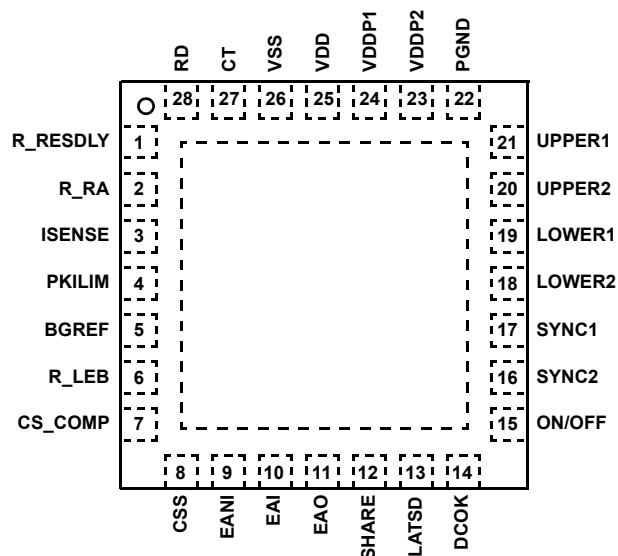 RD CT VSS VDD VDDP1 VDDP2 PGND
28 27 26 25 24 23 22
R_RESDLY 1 21 UPPER1
R_RA 2 20 UPPER2
ISENSE 3 19 LOWER1
PKILIM 4 18 LOWER2
BGREF 5 17 SYNC1
R_LEB 6 16 SYNC2
CS_COMP 7 15 ON/OFF
8 9 10 11 12 13 14
CSS EANI EAI EAO SHARE LATSD DCOK